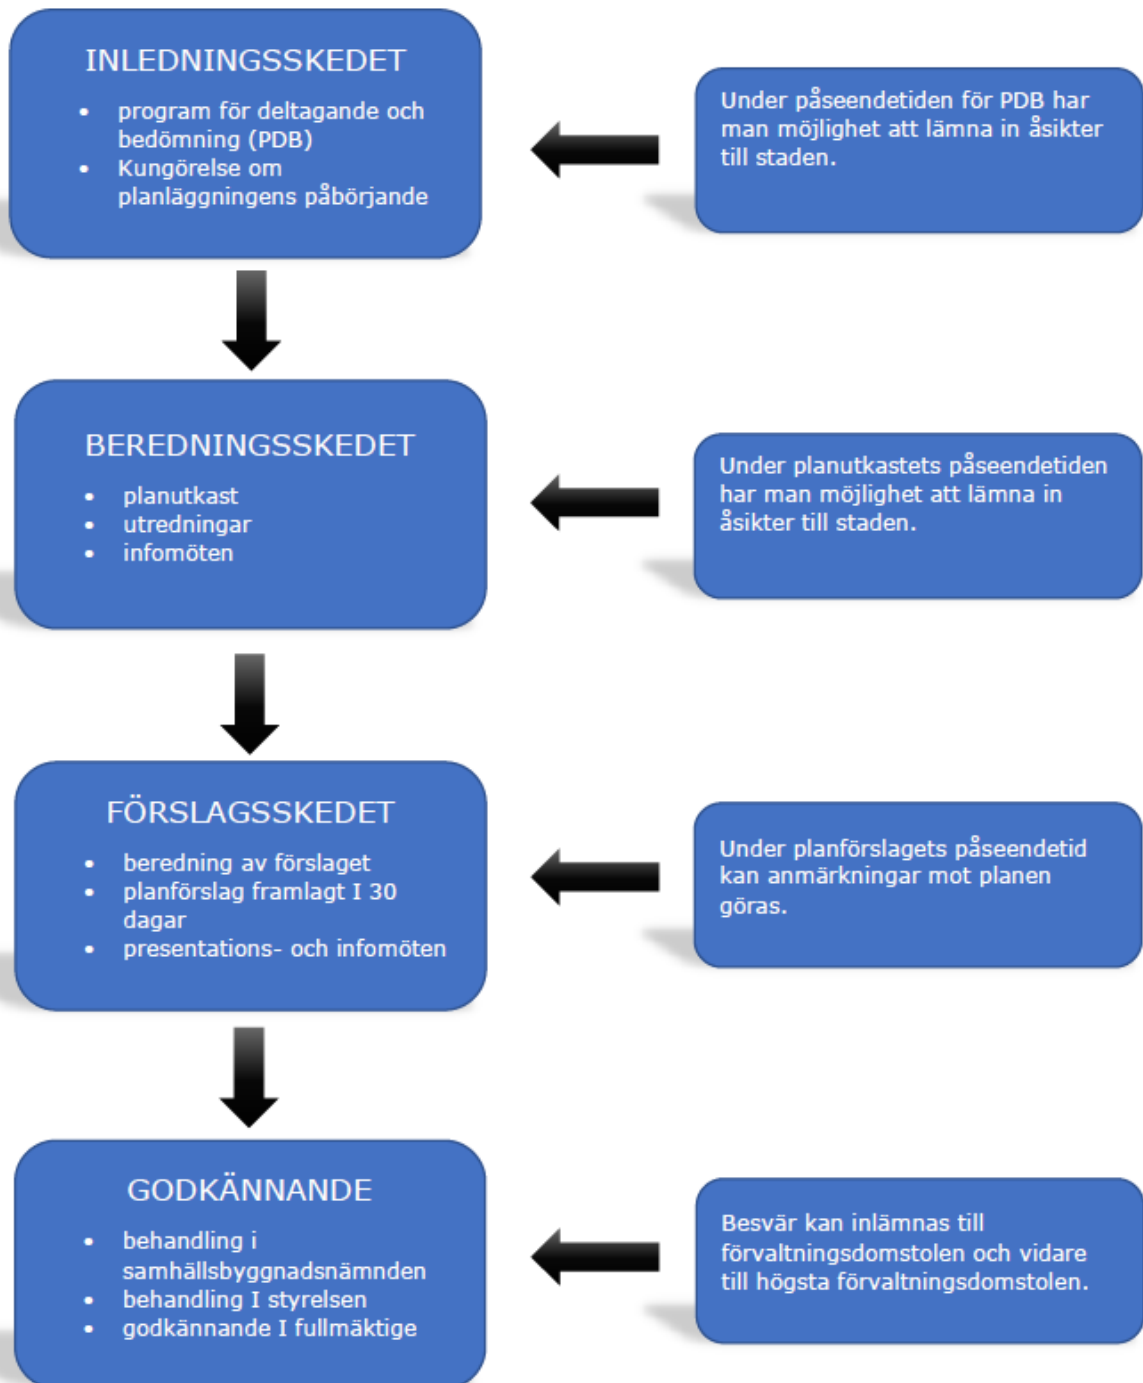 INLEDNINGSSKEDET
• program för deltagande och
bedömning (PDB)
• Kungörelse om
planläggningens påbörjande
Under påseendetiden för PDB har
man möjlighet att lämna in åsikter
till staden.
BEREDNINGSSKEDET
• planutkast
• utredningar
• infomöten
Under planutkastets påseendetiden
har man möjlighet att lämna in
åsikter till staden.
FÖRSLAGSSKEDET
• beredning av förslaget
• planförslag framlagt I 30
dagar
• presentations- och infomöten
Under planförslagets påseendetid
kan anmärkningar mot planen
göras.
GODKÄNNANDE
• behandling i
samhällsbyggnadsnämnden
• behandling I styrelsen
• godkännande I fullmäktige
Besvär kan inlämnas till
förvaltningsdomstolen och vidare
till högsta förvaltningsdomstolen.